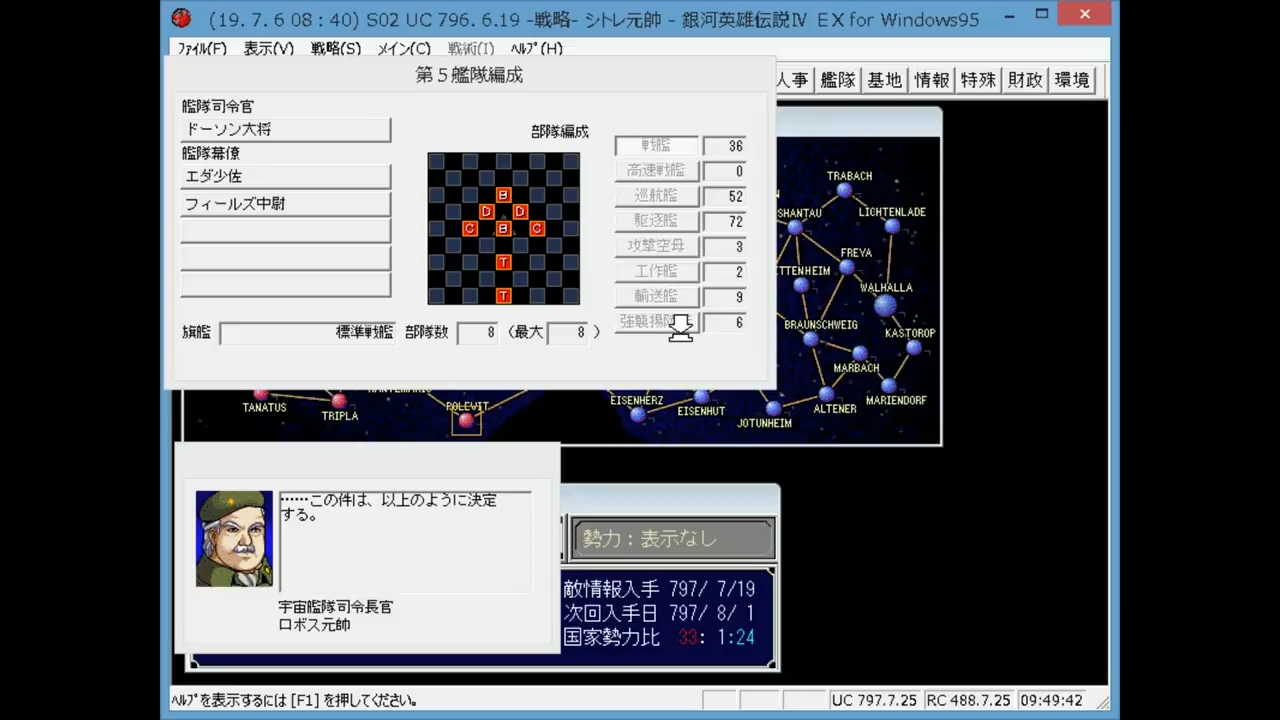 (19. 7. 6 08：40) S02 UC 796. 6.19 -戦略- シトレ元帥 - 銀河英雄伝説Ⅳ EX for Windows95
ﾌｧｲﾙ(F) 表示(V) 戦略(S) メイン(C) 戦術(I) ﾍﾙﾌﾟ(H)
人事 艦隊 基地 情報 特殊 財政 環境
第５艦隊編成
艦隊司令官
ドーソン大将
艦隊幕僚
エダ少佐
フィールズ中尉
部隊編成
B
D D
C B C
T
T
戦艦 36
高速戦艦 0
巡航艦 52
駆逐艦 72
攻撃空母 3
工作艦 2
輸送艦 9
強襲揚陸 6
旗艦 標準戦艦 部隊数 8 (最大 8 )
TRABACH
SHANTAU
LICHTENLADE
FREYA
TTENHEIM
WALHALLA
BRAUNSCHWEIG
KASTOROP
MARBACH
MARIENDORF
ALTENER
JOTUNHEIM
EISENHERZ
EISENHUT
TANATUS
TRIPLA
POLEVIT
……この件は、以上のように決定
する。
宇宙艦隊司令長官
ロボス元帥
勢力：表示なし
敵情報入手 797/ 7/19
次回入手日 797/ 8/ 1
国家勢力比 33: 1:24
ﾍﾙﾌﾟを表示するには [F1] を押してください。
UC 797.7.25 RC 488.7.25 09:49:42